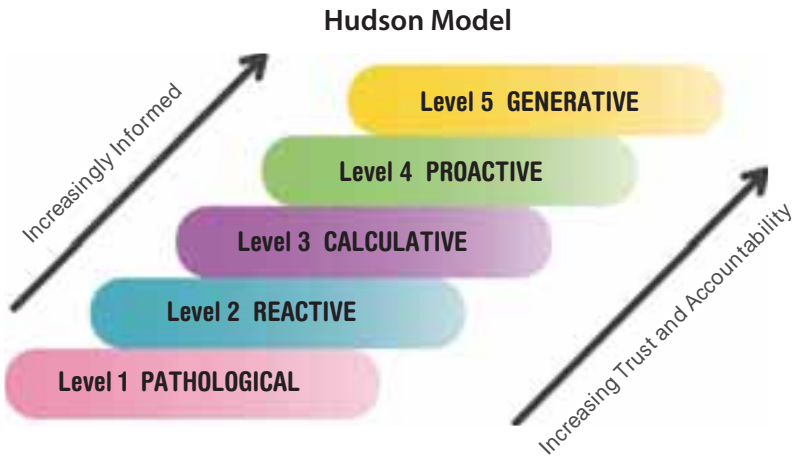 Hudson Model
Increasingly Informed
Level 5 GENERATIVE
Level 4 PROACTIVE
Level 3 CALCULATIVE
Level 2 REACTIVE
Level 1 PATHOLOGICAL
Increasing Trust and Accountability